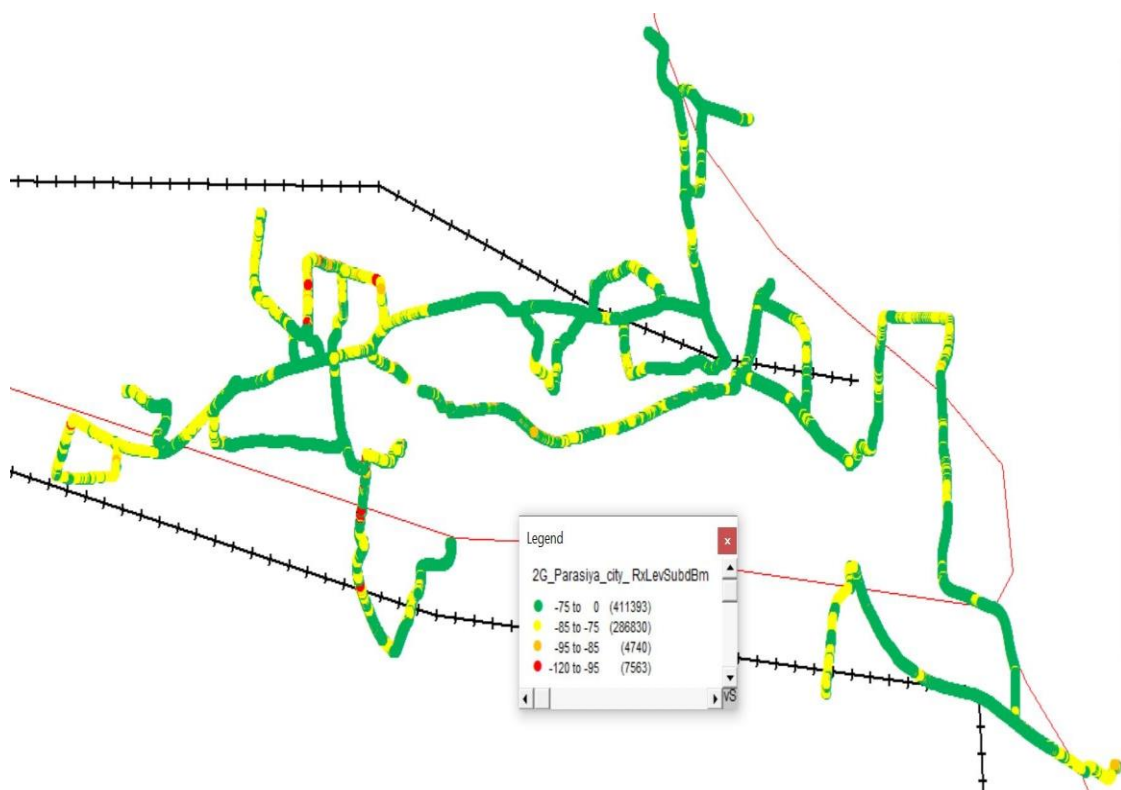 Legend x
2G_Parasiya_city_ RxLevSubdBm
-75 to 0 (411393)
-85 to -75 (286830)
-95 to -85 (4740)
-120 to -95 (7563)
vS